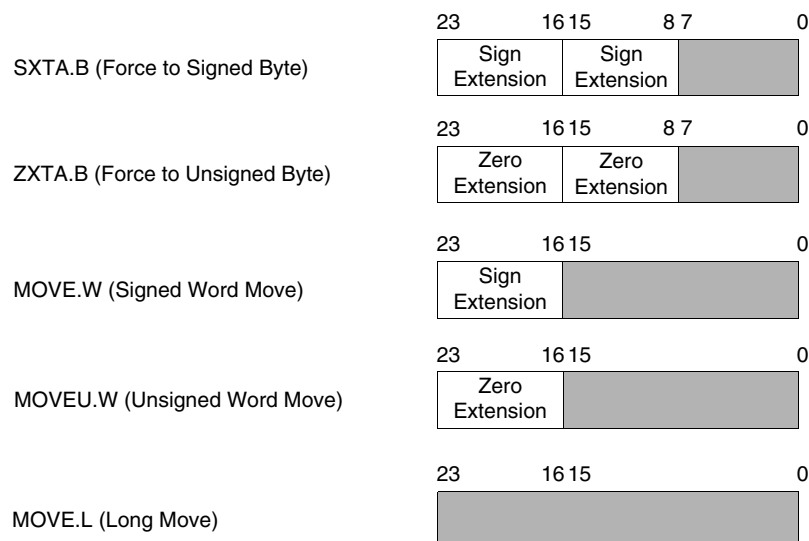 23 16 15 8 7 0
SXTA.B (Force to Signed Byte)
Sign Extension Sign Extension
23 16 15 8 7 0
ZXTA.B (Force to Unsigned Byte)
Zero Extension Zero Extension
23 16 15 0
MOVE.W (Signed Word Move)
Sign Extension
23 16 15 0
MOVEU.W (Unsigned Word Move)
Zero Extension
23 16 15 0
MOVE.L (Long Move)